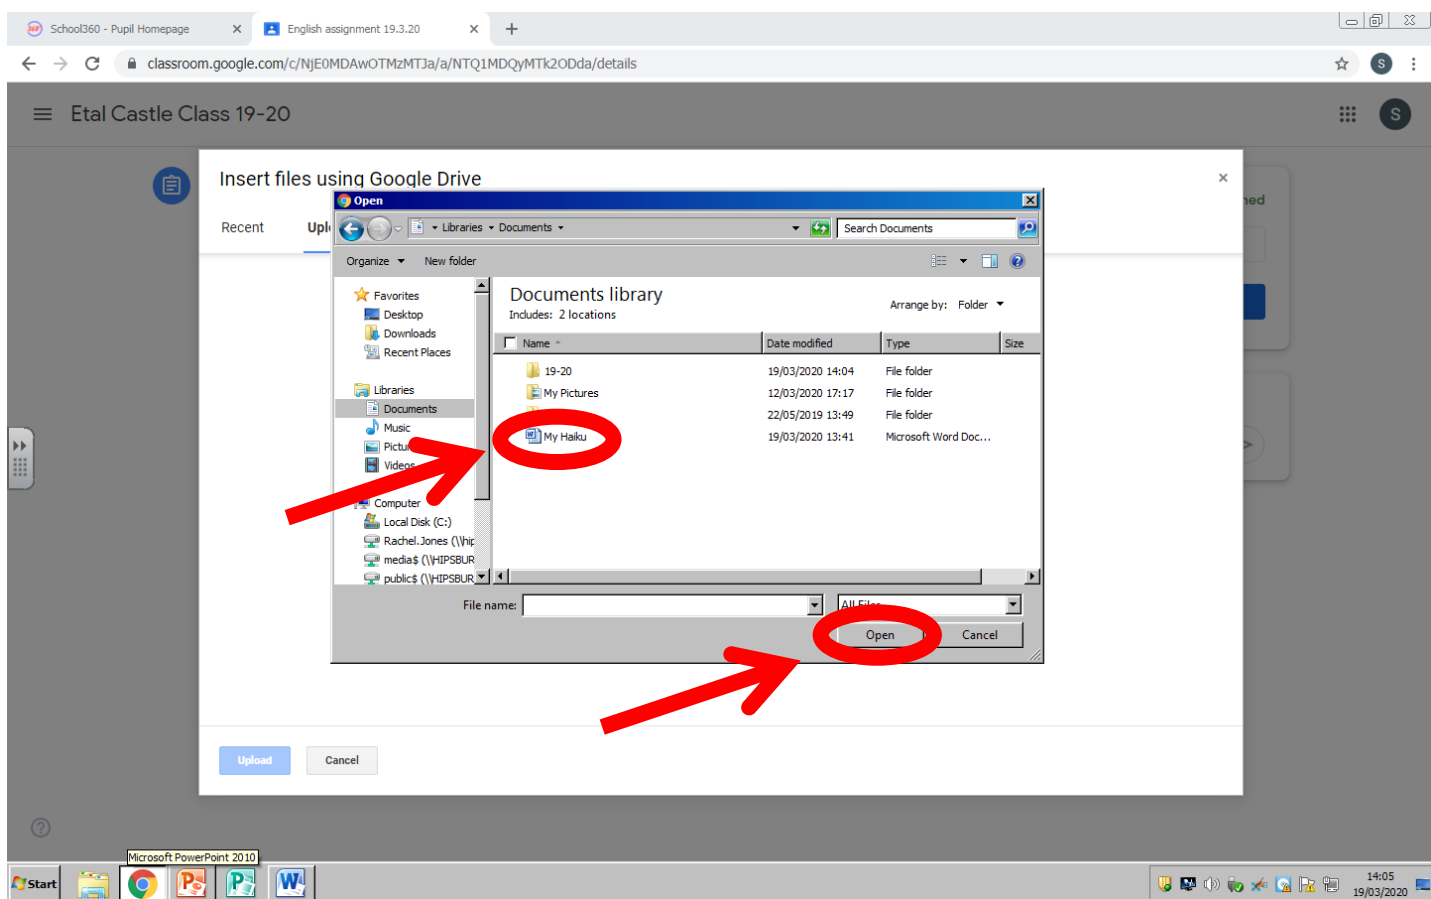 School360 - Pupil Homepage
English assignment 19.3.20
classroom.google.com/c/NjE0MDAwOTMzMTJa/a/NTQ1MDQyMTk2ODda/details
S
Etal Castle Class 19-20
S
Insert files using Google Drive
Recent
Open
Libraries
Documents
Search Documents
Organize
New folder
Favorites
Desktop
Downloads
Recent Places
Libraries
Documents
Music
Videos
Computer
Local Disk (C:)
Rachel.Jones (\\hip
media$ (\\HIPSBUR
public$ (\\HIPSBUR
Documents library
Includes: 2 locations
Arrange by: Folder
Name
Date modified
Type
Size
19-20
19/03/2020 14:04
File folder
My Pictures
12/03/2020 17:17
File folder
22/05/2019 13:49
File folder
My Haiku
19/03/2020 13:41
Microsoft Word Doc...
File name:
All Files
Open
Cancel
Upload
Cancel
Microsoft PowerPoint 2010
Start
14:05
19/03/2020